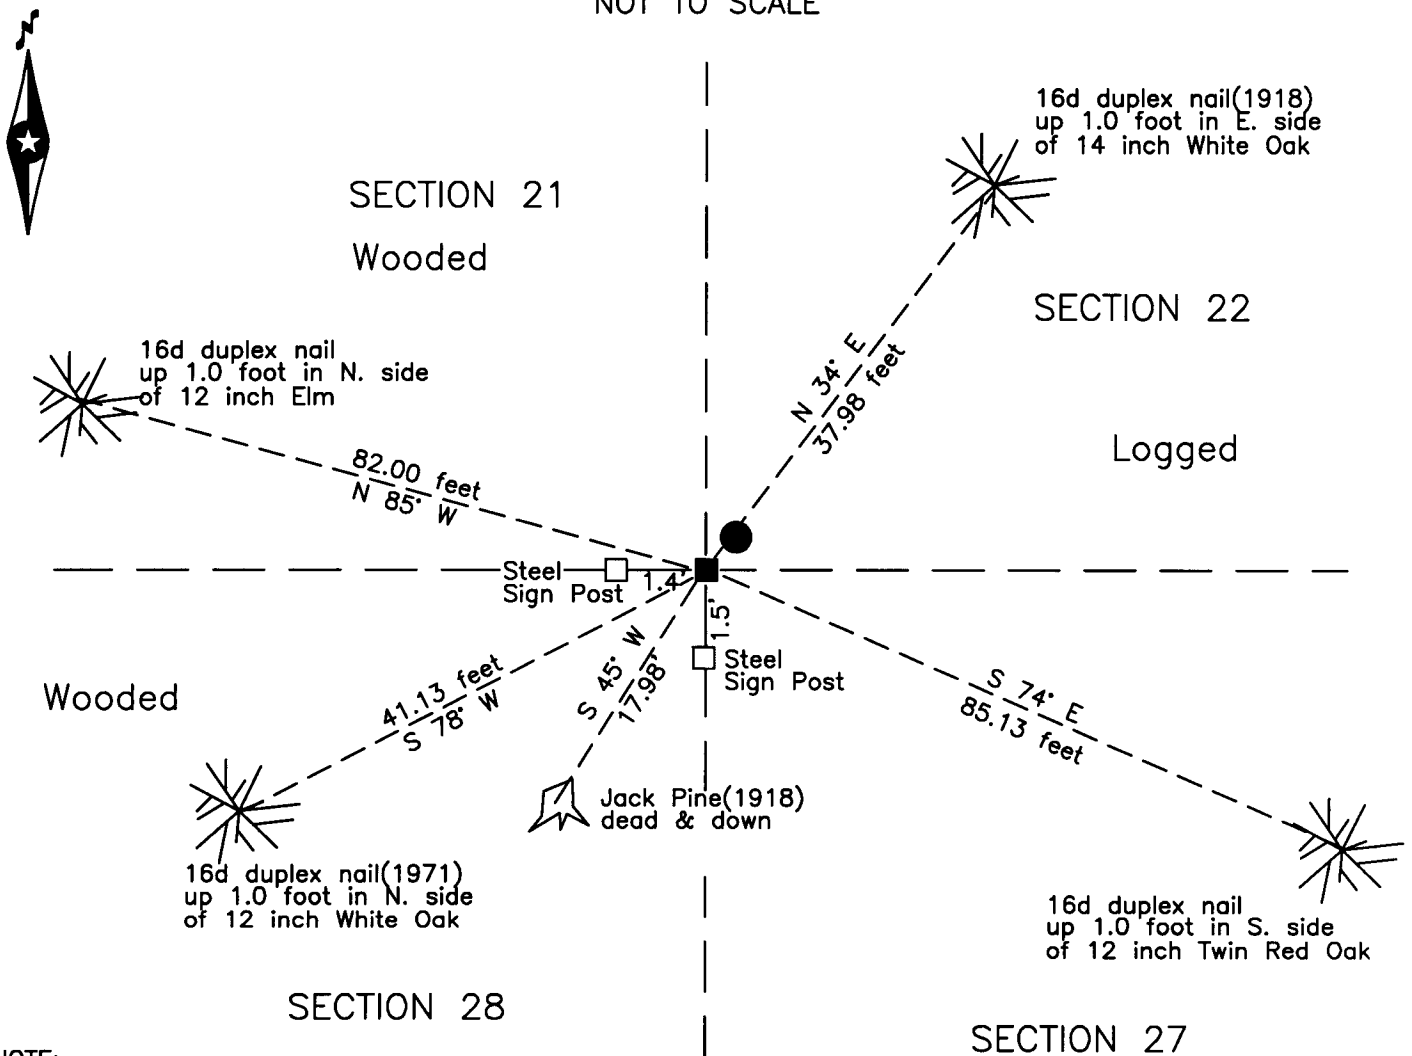 NOT TO SCALE
N
16d duplex nail(1918)
up 1.0 foot in E. side
of 14 inch White Oak
SECTION 21
Wooded
SECTION 22
16d duplex nail
up 1.0 foot in N. side
of 12 inch Elm
N 34° E
37.98 feet
Logged
82.00 feet
N 85° W
Steel
Sign Post
1.4'
1.5'
Steel
Sign Post
S 45° W
17.98'
41.13 feet
S 78° W
S 74° E
85.13 feet
Wooded
Jack Pine(1918)
dead & down
16d duplex nail(1971)
up 1.0 foot in N. side
of 12 inch White Oak
16d duplex nail
up 1.0 foot in S. side
of 12 inch Twin Red Oak
SECTION 28
SECTION 27
NOTE: